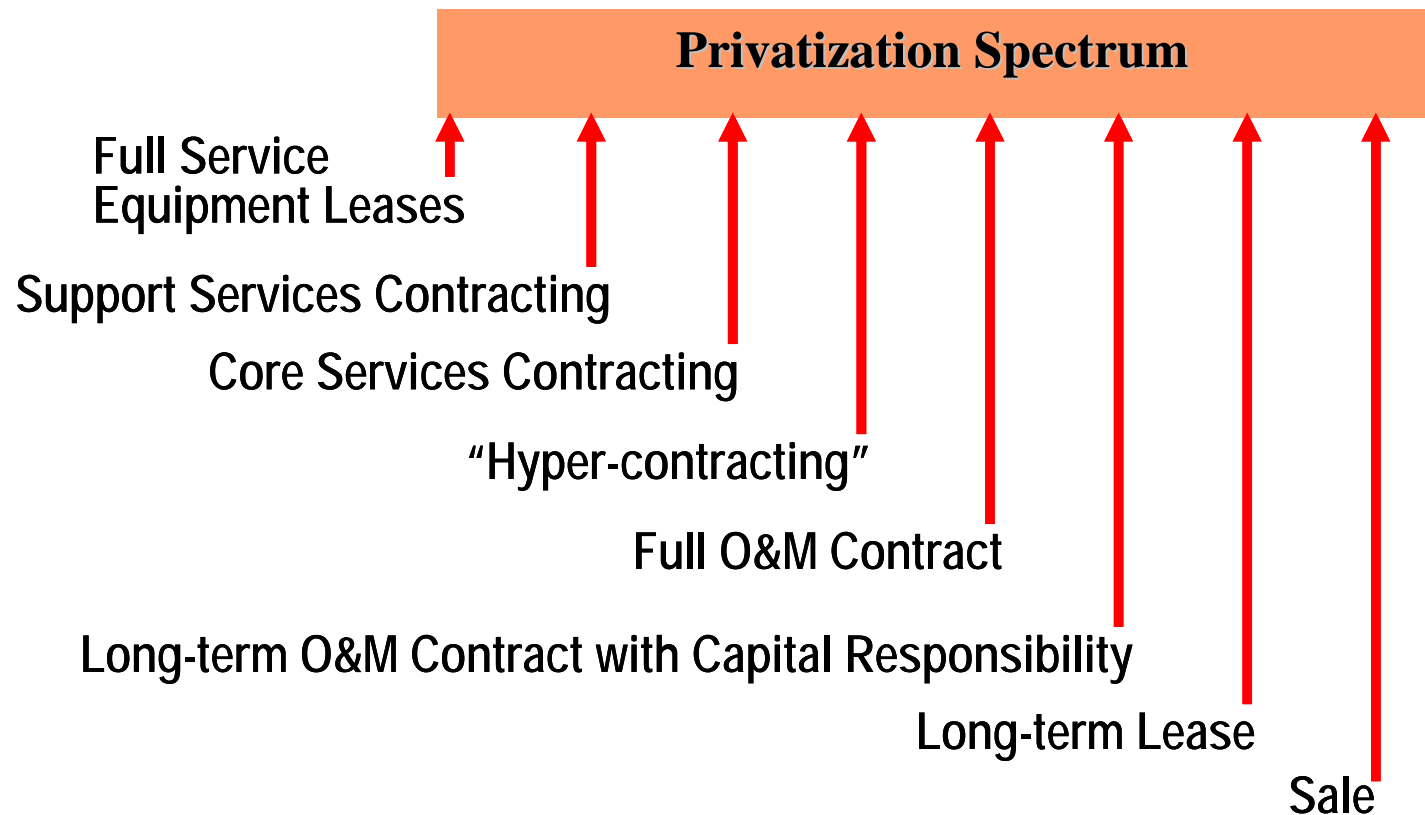 Privatization Spectrum
Full Service
Equipment Leases
Support Services Contracting
Core Services Contracting
“Hyper-contracting”
Full O&M Contract
Long-term O&M Contract with Capital Responsibility
Long-term Lease
Sale